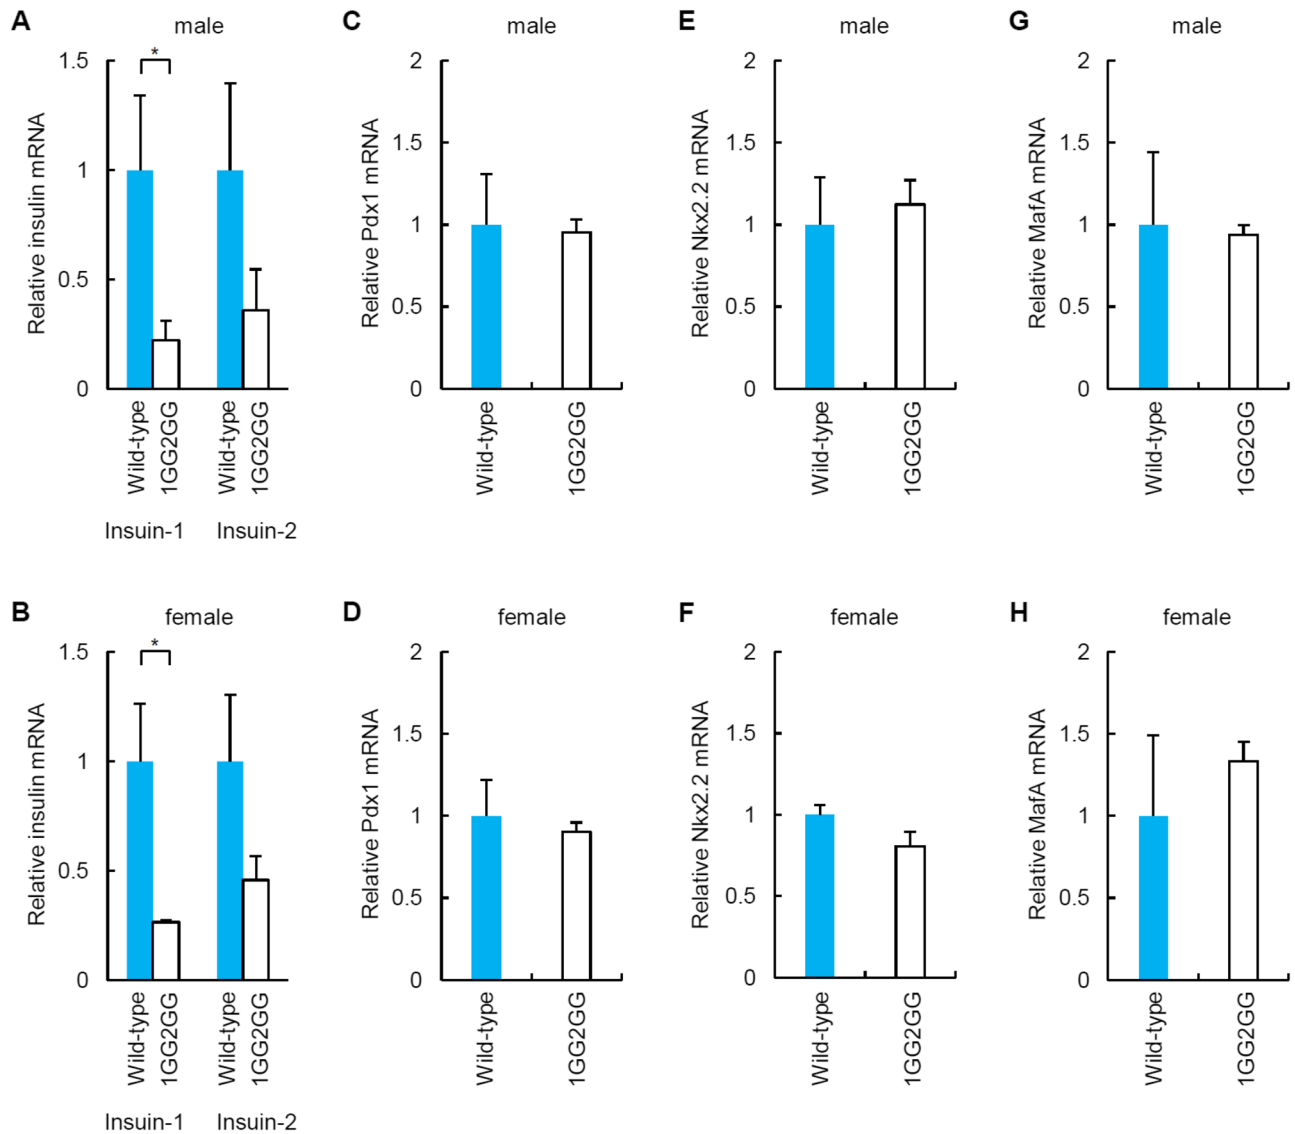 A
male
*
1.5
1
0.5
0
Relative insulin mRNA
Wild-type
1GG2GG
Wild-type
1GG2GG
Insuin-1
Insuin-2
C
male
2
1.5
1
0.5
0
Relative Pdx1 mRNA
Wild-type
1GG2GG
E
male
2
1.5
1
0.5
0
Relative Nkx2.2 mRNA
Wild-type
1GG2GG
G
male
2
1.5
1
0.5
0
Relative MafA mRNA
Wild-type
1GG2GG
B
female
*
1.5
1
0.5
0
Relative insulin mRNA
Wild-type
1GG2GG
Wild-type
1GG2GG
Insuin-1
Insuin-2
D
female
2
1.5
1
0.5
0
Relative Pdx1 mRNA
Wild-type
1GG2GG
F
female
2
1.5
1
0.5
0
Relative Nkx2.2 mRNA
Wild-type
1GG2GG
H
female
2
1.5
1
0.5
0
Relative MafA mRNA
Wild-type
1GG2GG